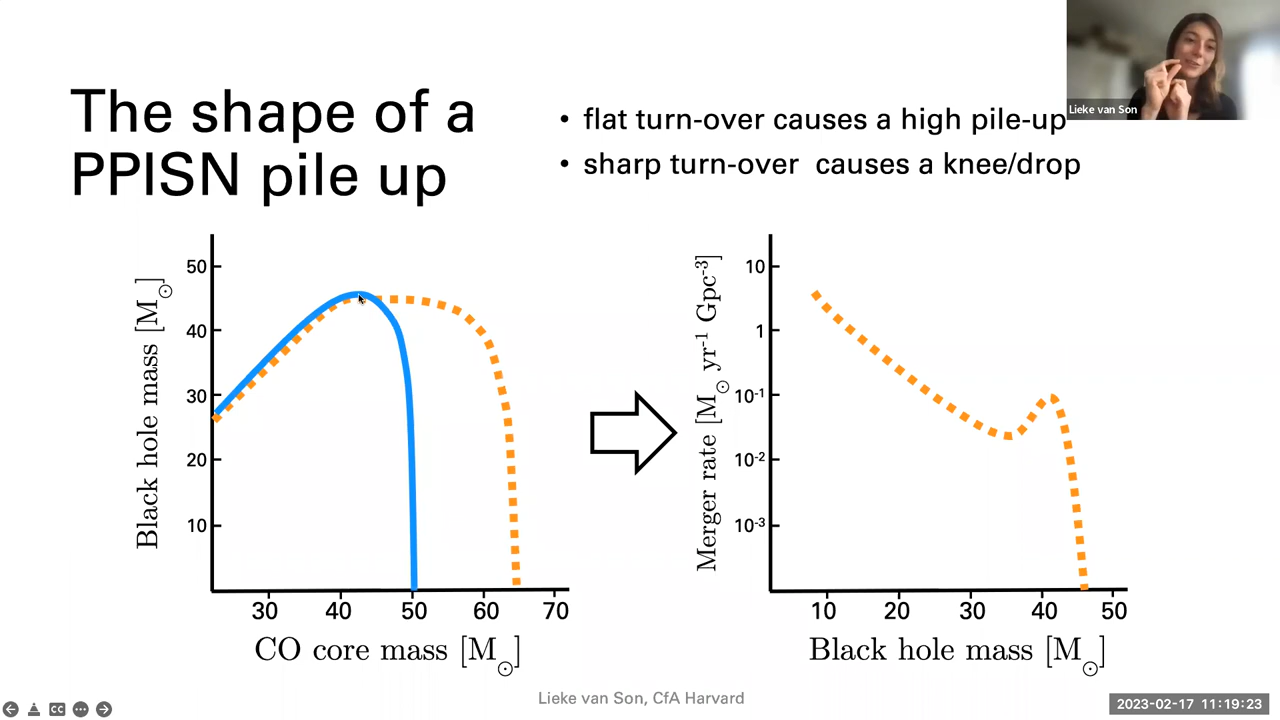 The shape of a
PPISN pile up
• flat turn-over causes a high pile-up
• sharp turn-over causes a knee/drop
Lieke van Son
Black hole mass [M⊙]
50
40
30
20
10
30 40 50 60 70
CO core mass [M⊙]
Merger rate [M⊙ yr-1 Gpc-3]
10
1
10-1
10-2
10-3
10 20 30 40 50
Black hole mass [M⊙]
Lieke van Son, CfA Harvard
CC
2023-02-17 11:19:23